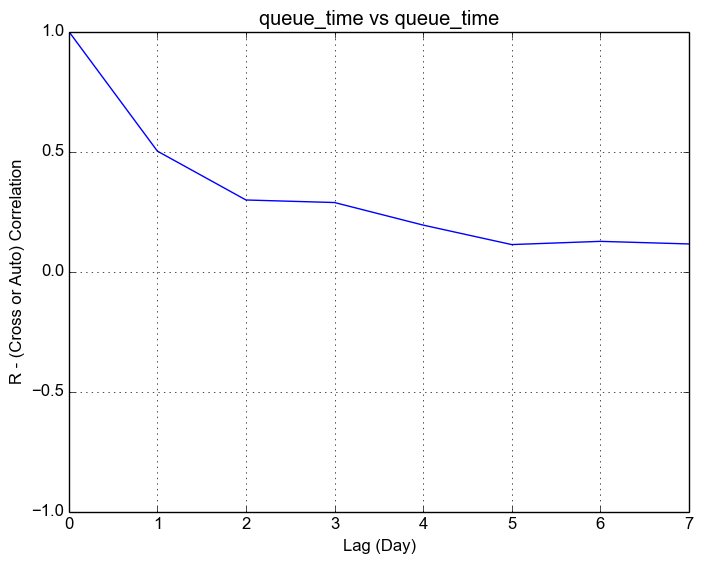 queue_time vs queue_time
R - (Cross or Auto) Correlation
1.0
0.5
0.0
−0.5
−1.0
0 1 2 3 4 5 6 7
Lag (Day)